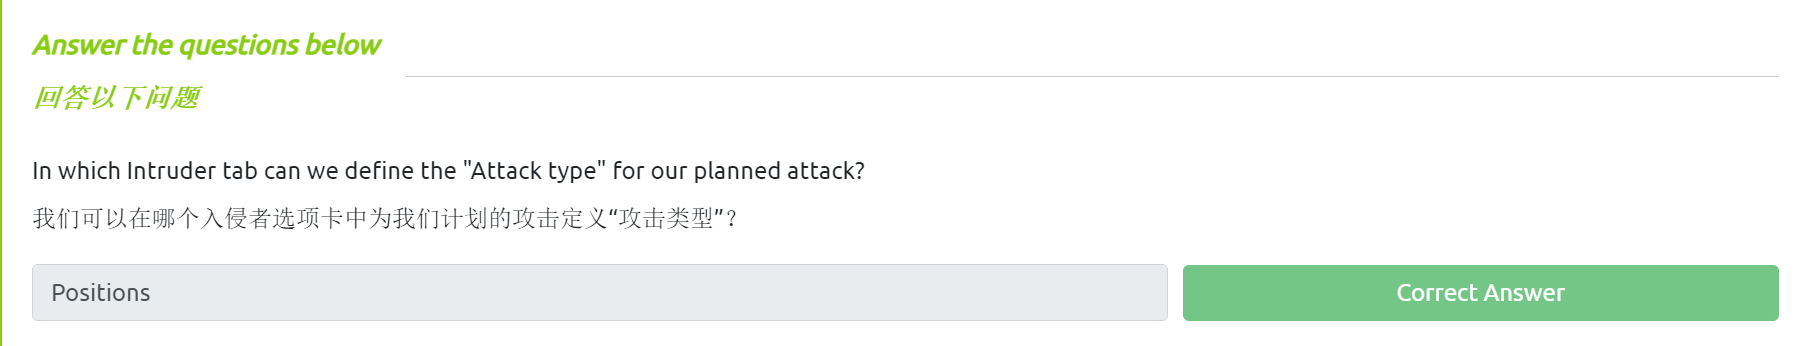 Answer the questions below
回答以下问题
In which Intruder tab can we define the "Attack type" for our planned attack?
我们可以在哪个入侵者选项卡中为我们计划的攻击定义“攻击类型”？
Positions
Correct Answer